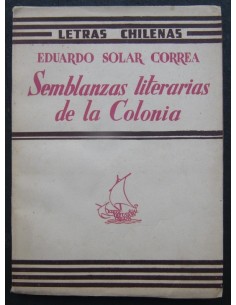 LETRAS CHILENAS
EDUARDO SOLAR CORREA
Semblanzas literarias
de la Colonia